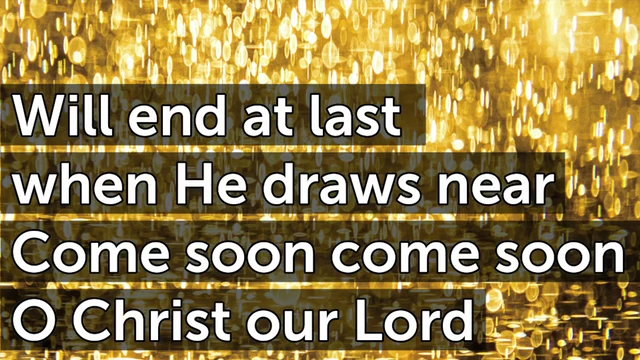 Will end at last
when He draws near
Come soon come soon
O Christ our Lord